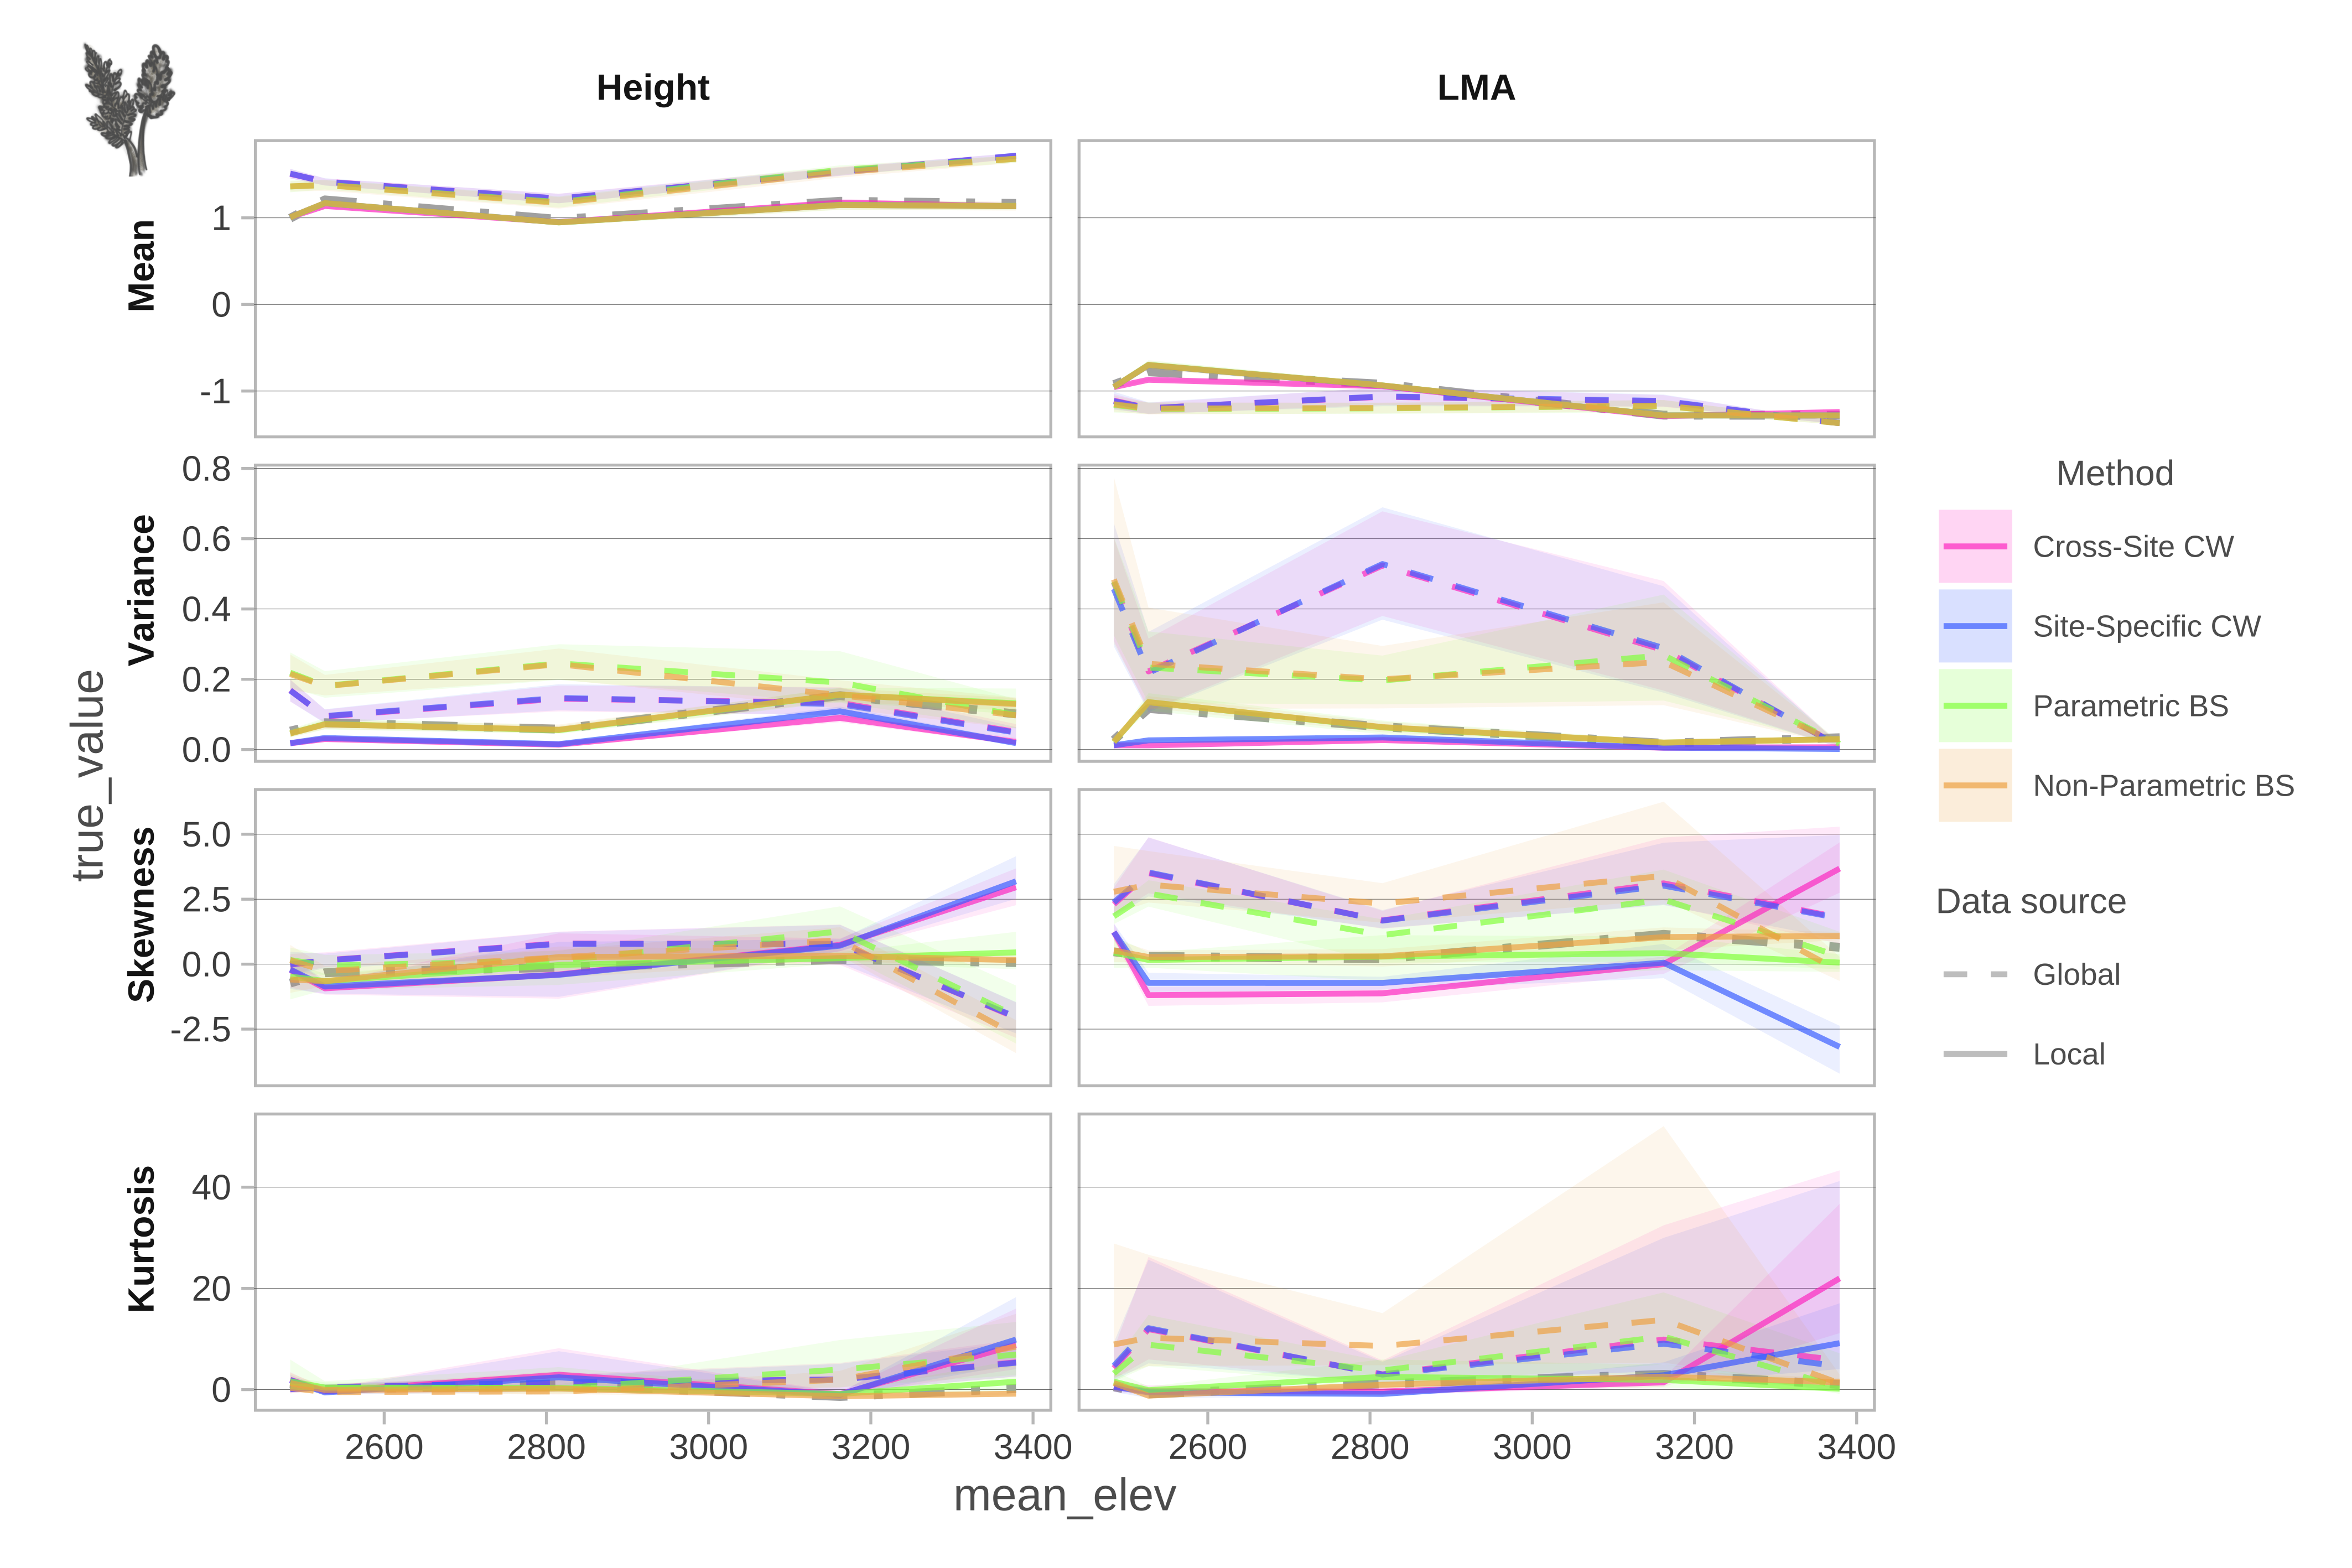 Height
LMA
Mean
1
0
-1
Variance
0.8
0.6
0.4
0.2
0.0
true_value
Skewness
5.0
2.5
0.0
-2.5
Kurtosis
40
20
0
2600 2800 3000 3200 3400
2600 2800 3000 3200 3400
mean_elev
Method
Cross-Site CW
Site-Specific CW
Parametric BS
Non-Parametric BS
Data source
Global
Local